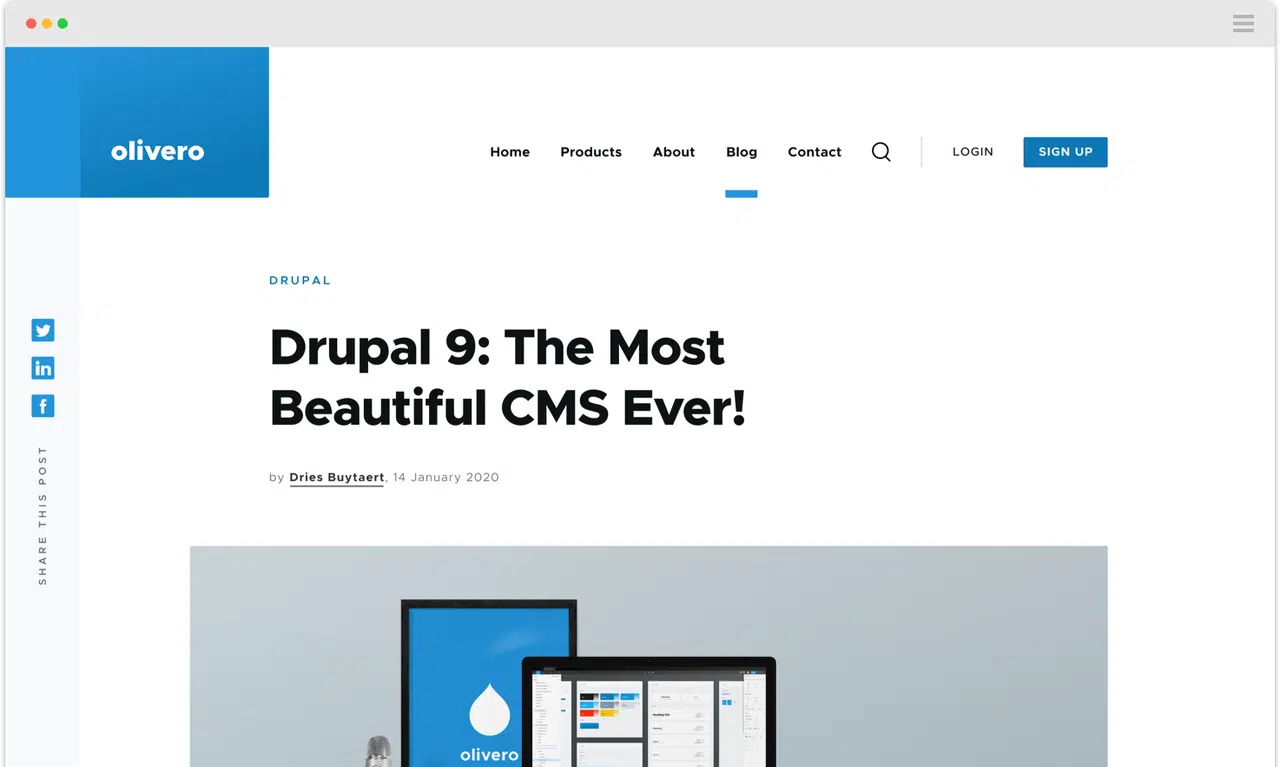 olivero
Home Products About Blog Contact LOGIN SIGN UP
DRUPAL
Drupal 9: The Most
Beautiful CMS Ever!
by Dries Buytaert, 14 January 2020
SHARE THIS POST
olivero